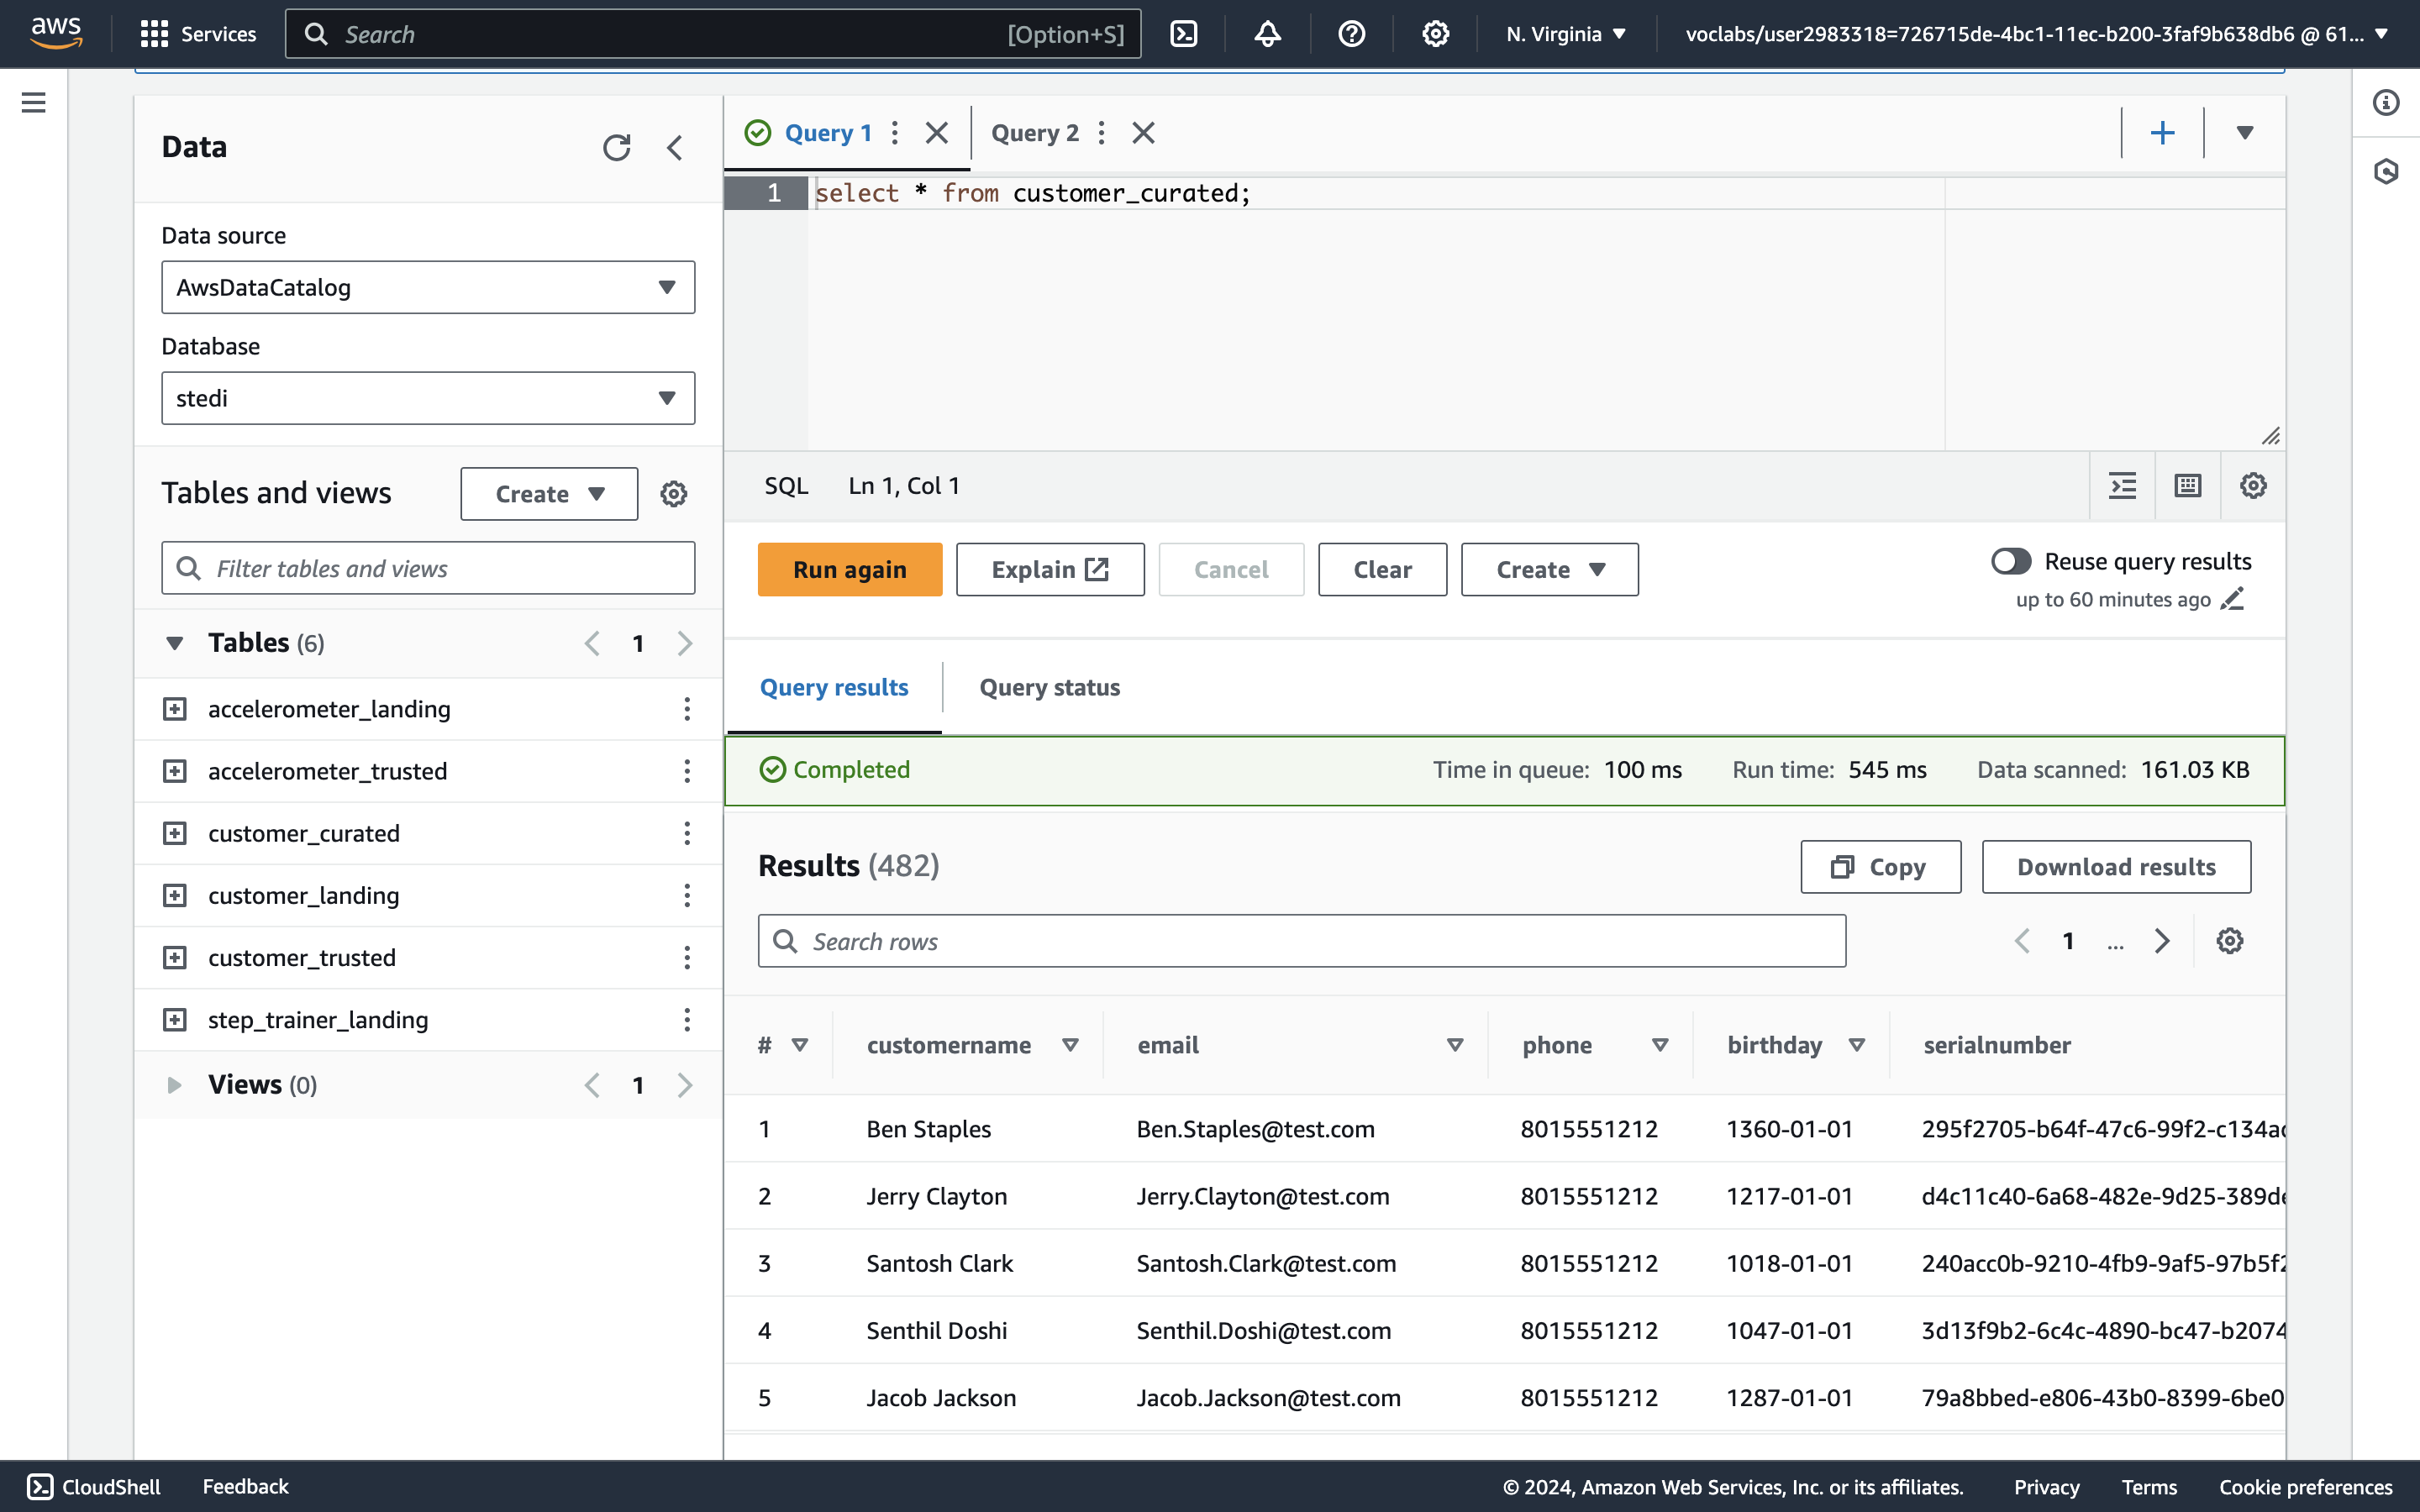 aws
Services
Search
[Option+S]
N. Virginia
voclabs/user2983318=726715de-4bc1-11ec-b200-3faf9b638db6 @ 61...
Data
Data source
AwsDataCatalog
Database
stedi
Tables and views
Create
Filter tables and views
Tables (6)
1
accelerometer_landing
accelerometer_trusted
customer_curated
customer_landing
customer_trusted
step_trainer_landing
Views (0)
1
Query 1
Query 2
1
select * from customer_curated;
SQL
Ln 1, Col 1
Run again
Explain
Cancel
Clear
Create
Reuse query results
up to 60 minutes ago
Query results
Query status
Completed
Time in queue: 100 ms
Run time: 545 ms
Data scanned: 161.03 KB
Results (482)
Copy
Download results
Search rows
1 ...
# customername email phone birthday serialnumber
1 Ben Staples Ben.Staples@test.com 8015551212 1360-01-01 295f2705-b64f-47c6-99f2-c134a
2 Jerry Clayton Jerry.Clayton@test.com 8015551212 1217-01-01 d4c11c40-6a68-482e-9d25-389d
3 Santosh Clark Santosh.Clark@test.com 8015551212 1018-01-01 240acc0b-9210-4fb9-9af5-97b5f2
4 Senthil Doshi Senthil.Doshi@test.com 8015551212 1047-01-01 3d13f9b2-6c4c-4890-bc47-b2074
5 Jacob Jackson Jacob.Jackson@test.com 8015551212 1287-01-01 79a8bbed-e806-43b0-8399-6be0
CloudShell
Feedback
© 2024, Amazon Web Services, Inc. or its affiliates.
Privacy
Terms
Cookie preferences